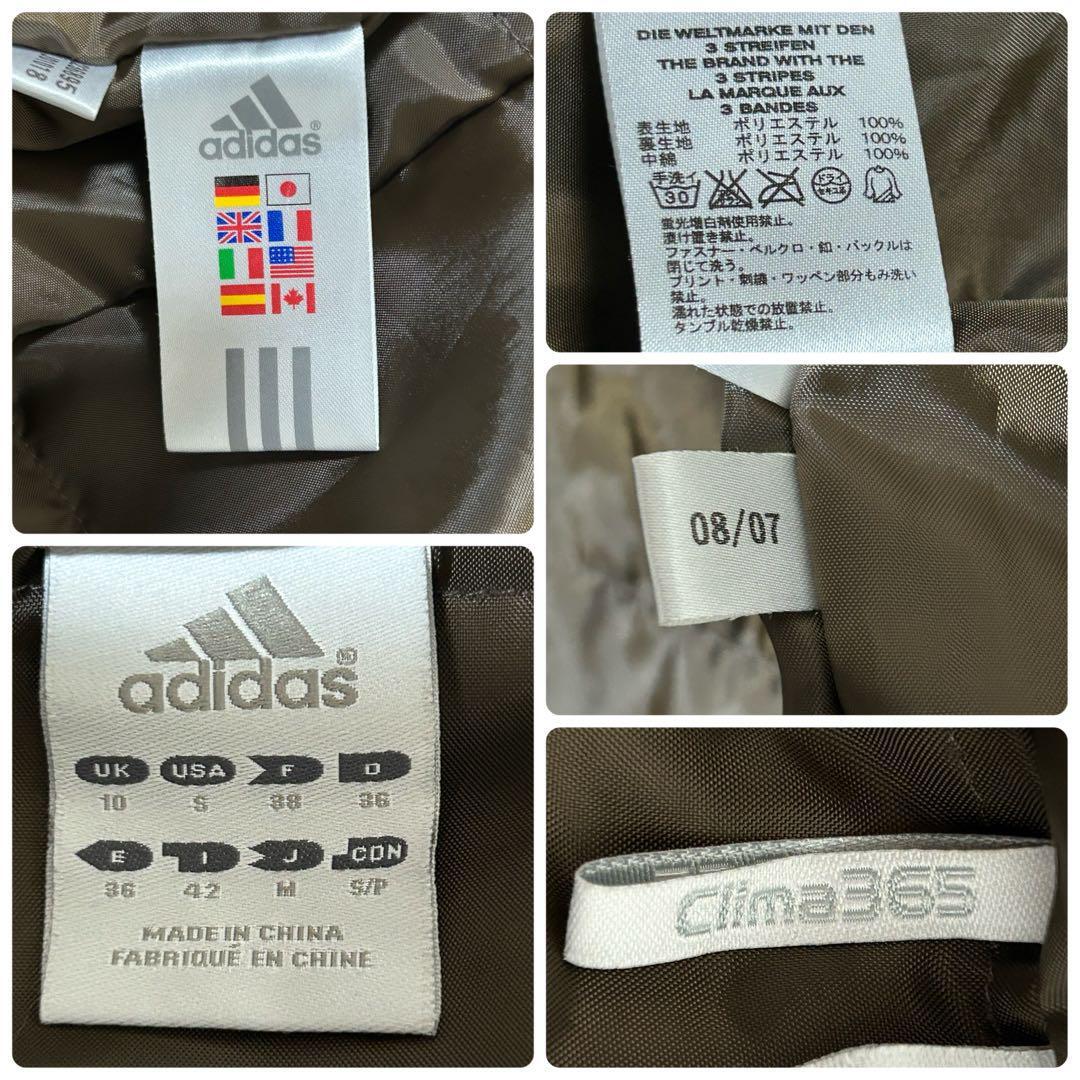 adidas®
DIE WELTMARKE MIT DEN
3 STREIFEN
THE BRAND WITH THE
3 STRIPES
LA MARQUE AUX
3 BANDES
表生地 ポリエステル 100%
裏生地 ポリエステル 100%
中綿 ポリエステル 100%
手洗イ
30
ドライ
セキユ系
蛍光増白剤使用禁止。
漬け置き禁止。
ファスナー・ベルクロ・釦・バックルは
閉じて洗う。
プリント・刺繍・ワッペン部分もみ洗い
禁止。
濡れた状態での放置禁止。
タンブル乾燥禁止。
08/07
adidas
UK USA F D
10 S 38 36
E I J CDN
36 42 M S/P
MADE IN CHINA
FABRIQUÉ EN CHINE
Clima365